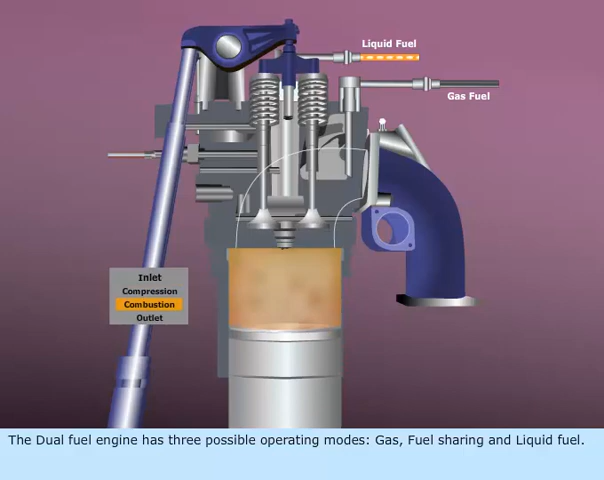 Liquid Fuel
Gas Fuel
Inlet
Compression
Combustion
Outlet
The Dual fuel engine has three possible operating modes: Gas, Fuel sharing and Liquid fuel.